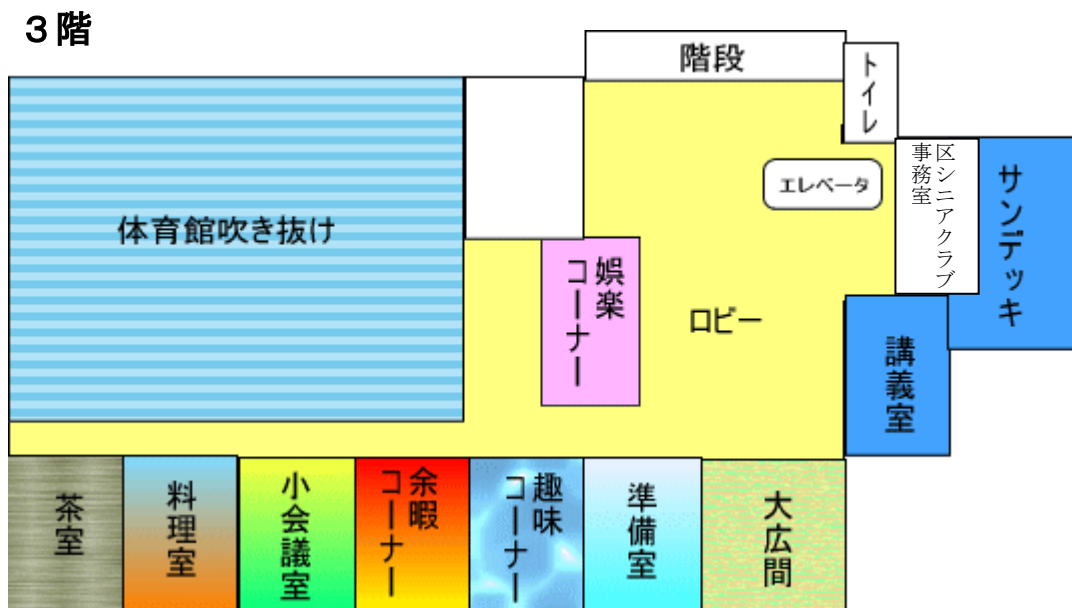 ３階
階段
トイレ
エレベータ
区シニアクラブ
事務室
サンデッキ
体育館吹き抜け
娯楽
コーナー
ロビー
講義室
茶室
料理室
小会議室
余暇
コーナー
趣味
コーナー
準備室
大広間